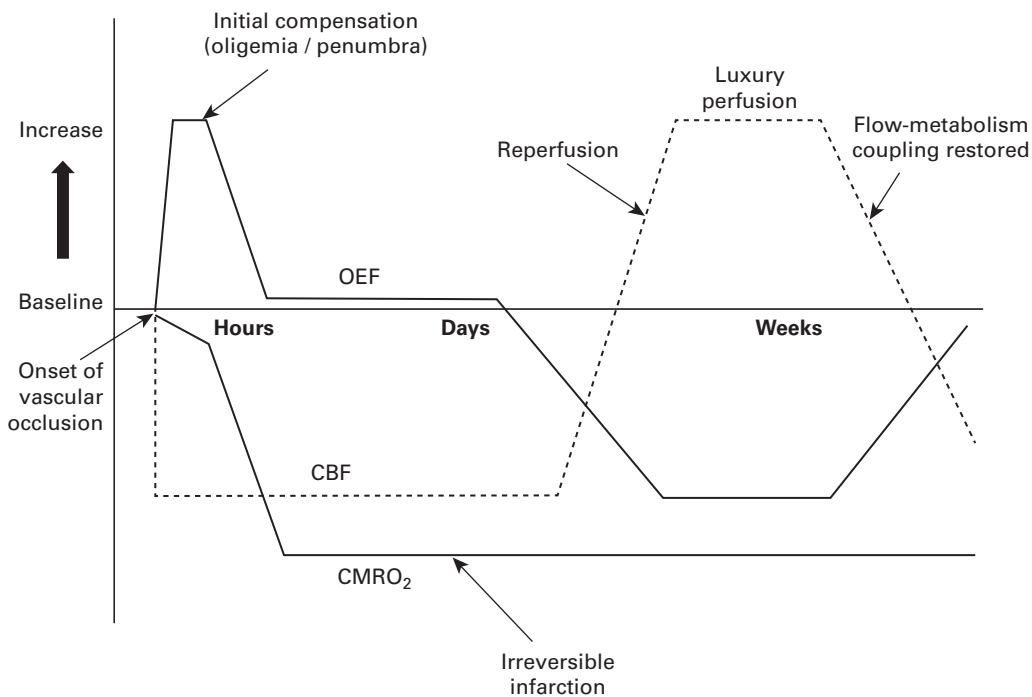 Initial compensation
(oligemia / penumbra)
Luxury
perfusion
Increase
Reperfusion
Flow-metabolism
coupling restored
OEF
Baseline
Hours
Days
Weeks
Onset of
vascular
occlusion
CBF
CMRO₂
Irreversible
infarction